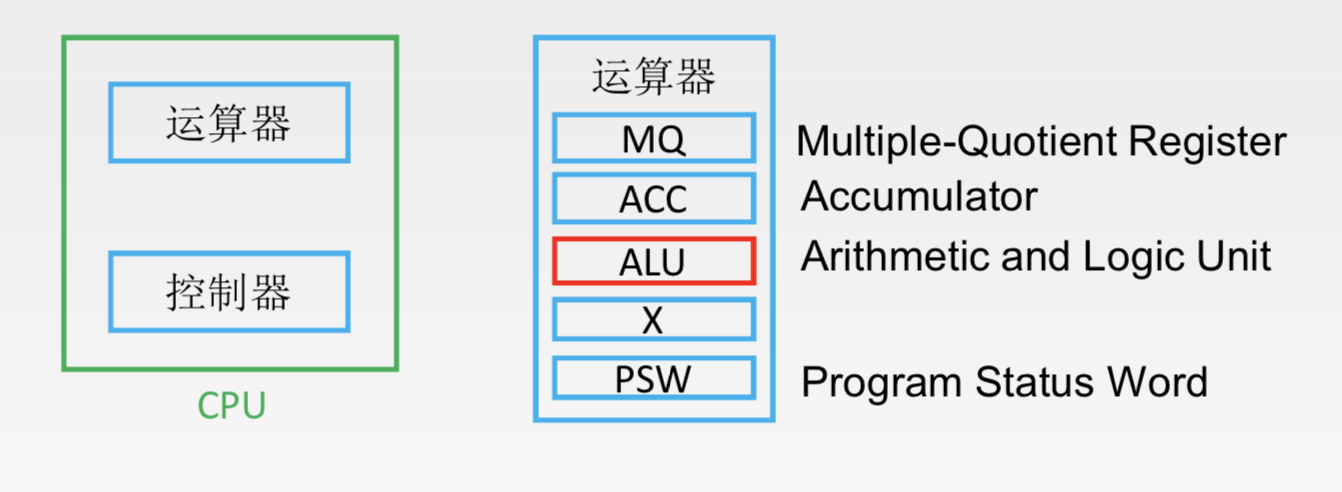 运算器
控制器
CPU
运算器
MQ Multiple-Quotient Register
ACC Accumulator
ALU Arithmetic and Logic Unit
X
PSW Program Status Word